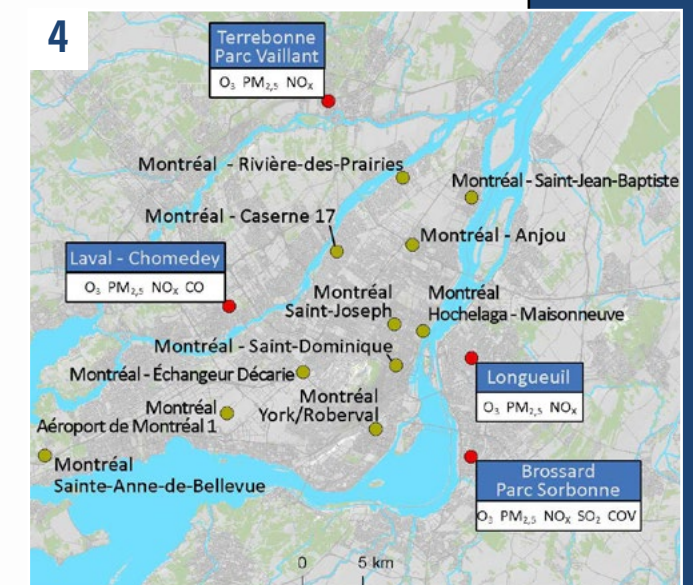 4
Terrebonne
Parc Vaillant
O₃ PM₂,₅ NOₓ
Montréal - Rivière-des-Prairies
Montréal - Saint-Jean-Baptiste
Montréal - Caserne 17
Montréal - Anjou
Laval - Chomedey
O₃ PM₂,₅ NOₓ CO
Montréal
Saint-Joseph
Montréal
Hochelaga - Maisonneuve
Montréal - Saint-Dominique
Montréal - Échangeur Décarie
Longueuil
O₃ PM₂,₅ NOₓ
Montréal
York/Roberval
Montréal
Aéroport de Montréal 1
Montréal
Sainte-Anne-de-Bellevue
Brossard
Parc Sorbonne
O₃ PM₂,₅ NOₓ SO₂ COV
0 5 km